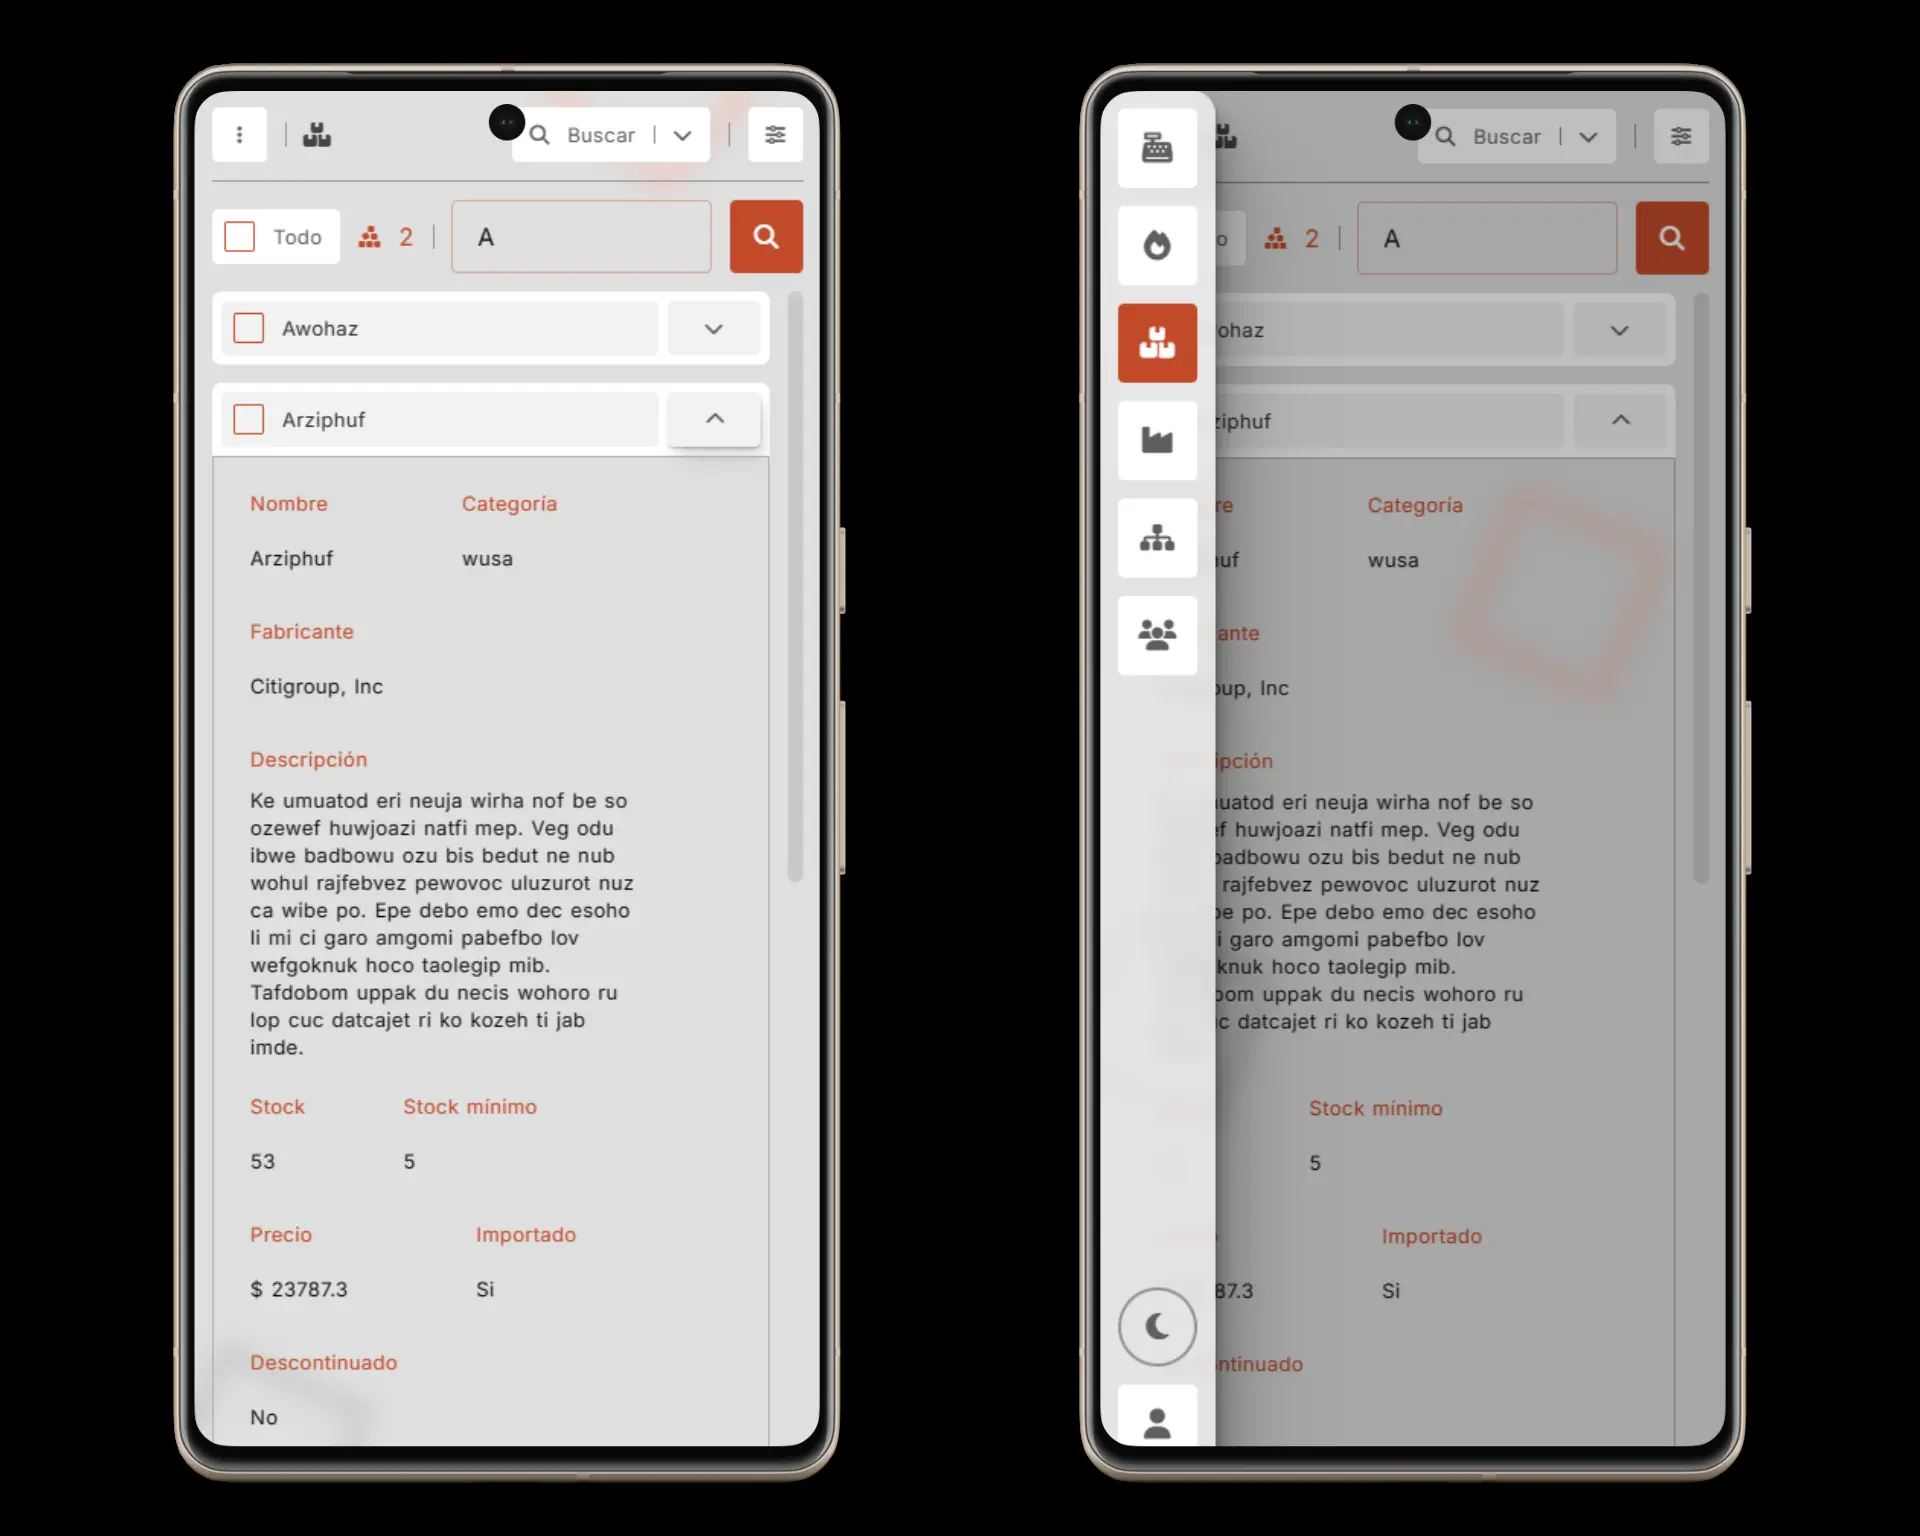 Buscar
Todo
2
A
Awohaz
Arziphuf
Nombre Categoría
Arziphuf wusa
Fabricante
Citigroup, Inc
Descripción
Ke umuatod eri neuja wirha nof be so
ozewef huwjoazi natfi mep. Veg odu
ibwe badbowu ozu bis bedut ne nub
wohul rajfebvez pewovoc uluzurot nuz
ca wibe po. Epe debo emo dec esoho
li mi ci garo amgomi pabefbo lov
wefgoknuk hoco taolegip mib.
Tafdobom uppak du necis wohoro ru
lop cuc datcajet ri ko kozeh ti jab
imde.
Stock Stock mínimo
53 5
Precio Importado
$ 23787.3 Si
Descontinuado
No
Buscar
o 2 A
ohaz
ziphuf
re Categoría
uf wusa
ante
oup, Inc
ipción
uatod eri neuja wirha nof be so
ef huwjoazi natfi mep. Veg odu
badbowu ozu bis bedut ne nub
rajfebvez pewovoc uluzurot nuz
be po. Epe debo emo dec esoho
i garo amgomi pabefbo lov
knuk hoco taolegip mib.
bom uppak du necis wohoro ru
c datcajet ri ko kozeh ti jab
Stock mínimo
5
Importado
87.3 Si
ntinuado